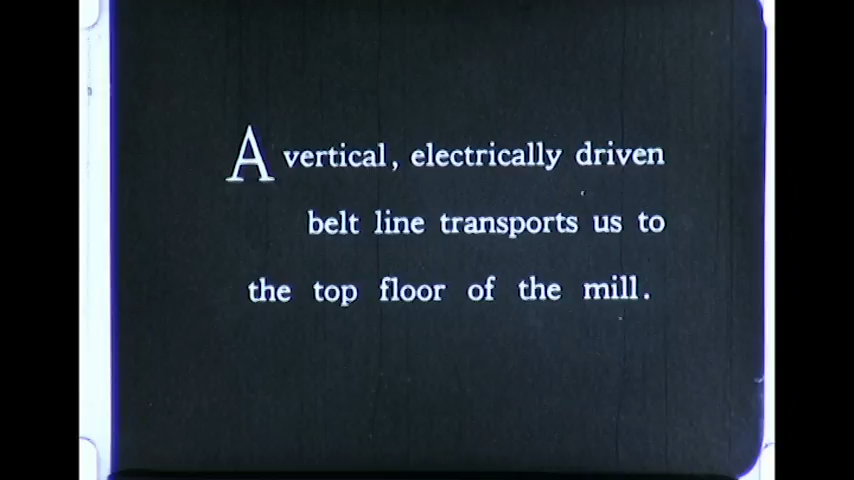 A vertical, electrically driven
belt line transports us to
the top floor of the mill.